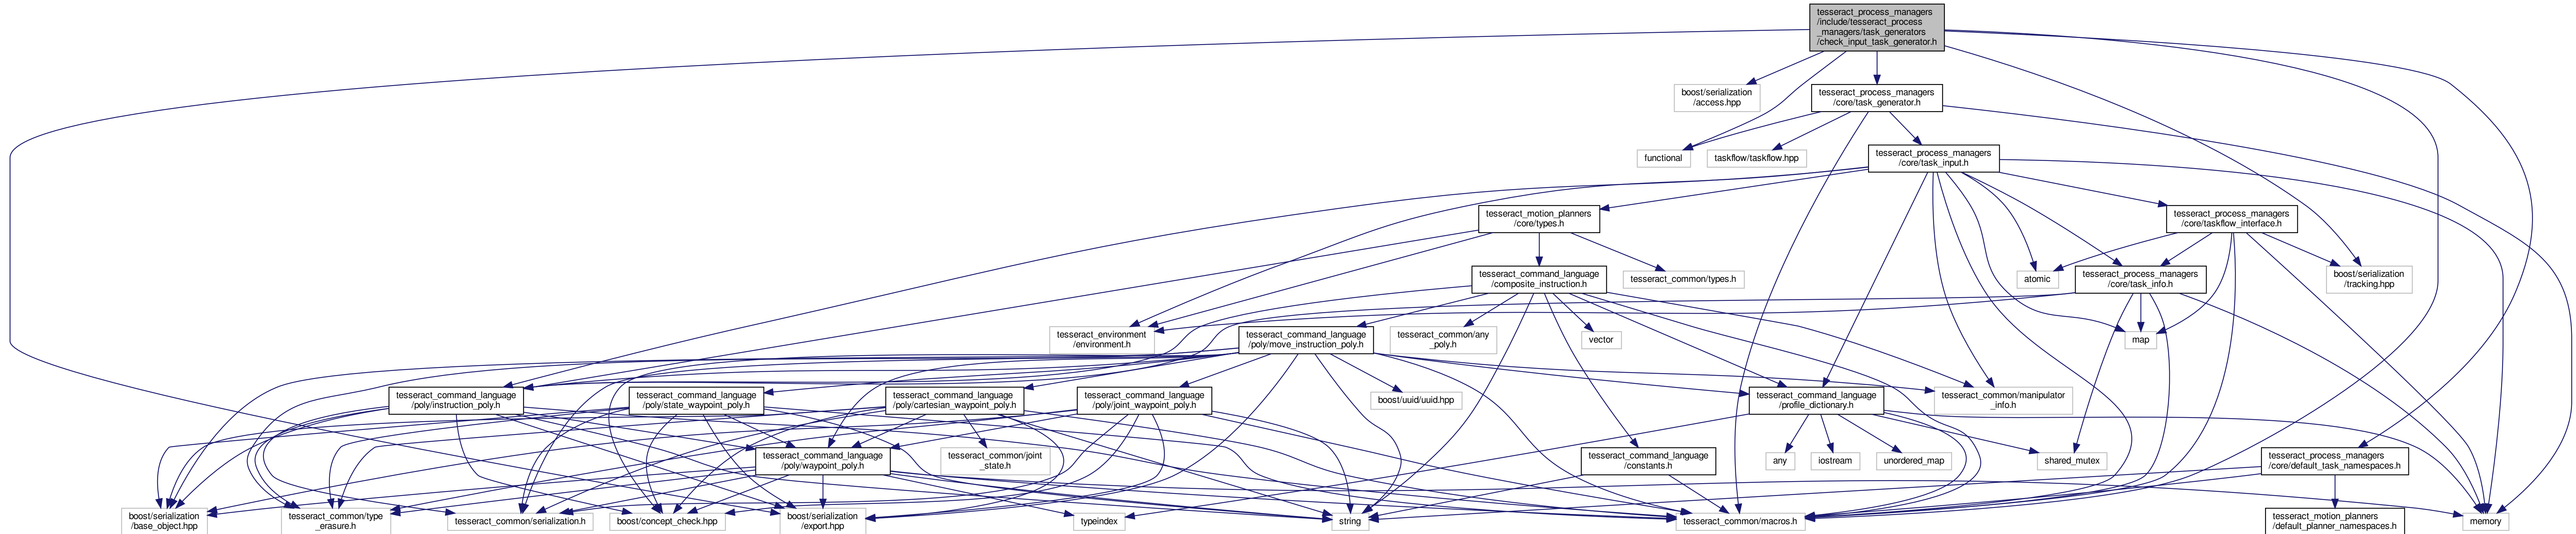 tesseract_process_managers
/include/tesseract_process
_managers/task_generators
/check_input_task_generator.h
boost/serialization
/access.hpp
tesseract_process_managers
/core/task_generator.h
functional
taskflow/taskflow.hpp
tesseract_process_managers
/core/task_input.h
tesseract_motion_planners
/core/types.h
tesseract_process_managers
/core/taskflow_interface.h
tesseract_command_language
/composite_instruction.h
tesseract_common/types.h
atomic
tesseract_process_managers
/core/task_info.h
boost/serialization
/tracking.hpp
tesseract_environment
/environment.h
tesseract_command_language
/poly/move_instruction_poly.h
tesseract_common/any
_poly.h
vector
map
tesseract_command_language
/poly/instruction_poly.h
tesseract_command_language
/poly/state_waypoint_poly.h
tesseract_command_language
/poly/cartesian_waypoint_poly.h
tesseract_command_language
/poly/joint_waypoint_poly.h
boost/uuid/uuid.hpp
tesseract_command_language
/profile_dictionary.h
tesseract_common/manipulator
_info.h
tesseract_command_language
/poly/waypoint_poly.h
tesseract_common/joint
_state.h
tesseract_command_language
/constants.h
any
iostream
unordered_map
shared_mutex
tesseract_process_managers
/core/default_task_namespaces.h
boost/serialization
/base_object.hpp
tesseract_common/type
_erasure.h
tesseract_common/serialization.h
boost/concept_check.hpp
boost/serialization
/export.hpp
typeindex
string
tesseract_common/macros.h
tesseract_motion_planners
/default_planner_namespaces.h
memory